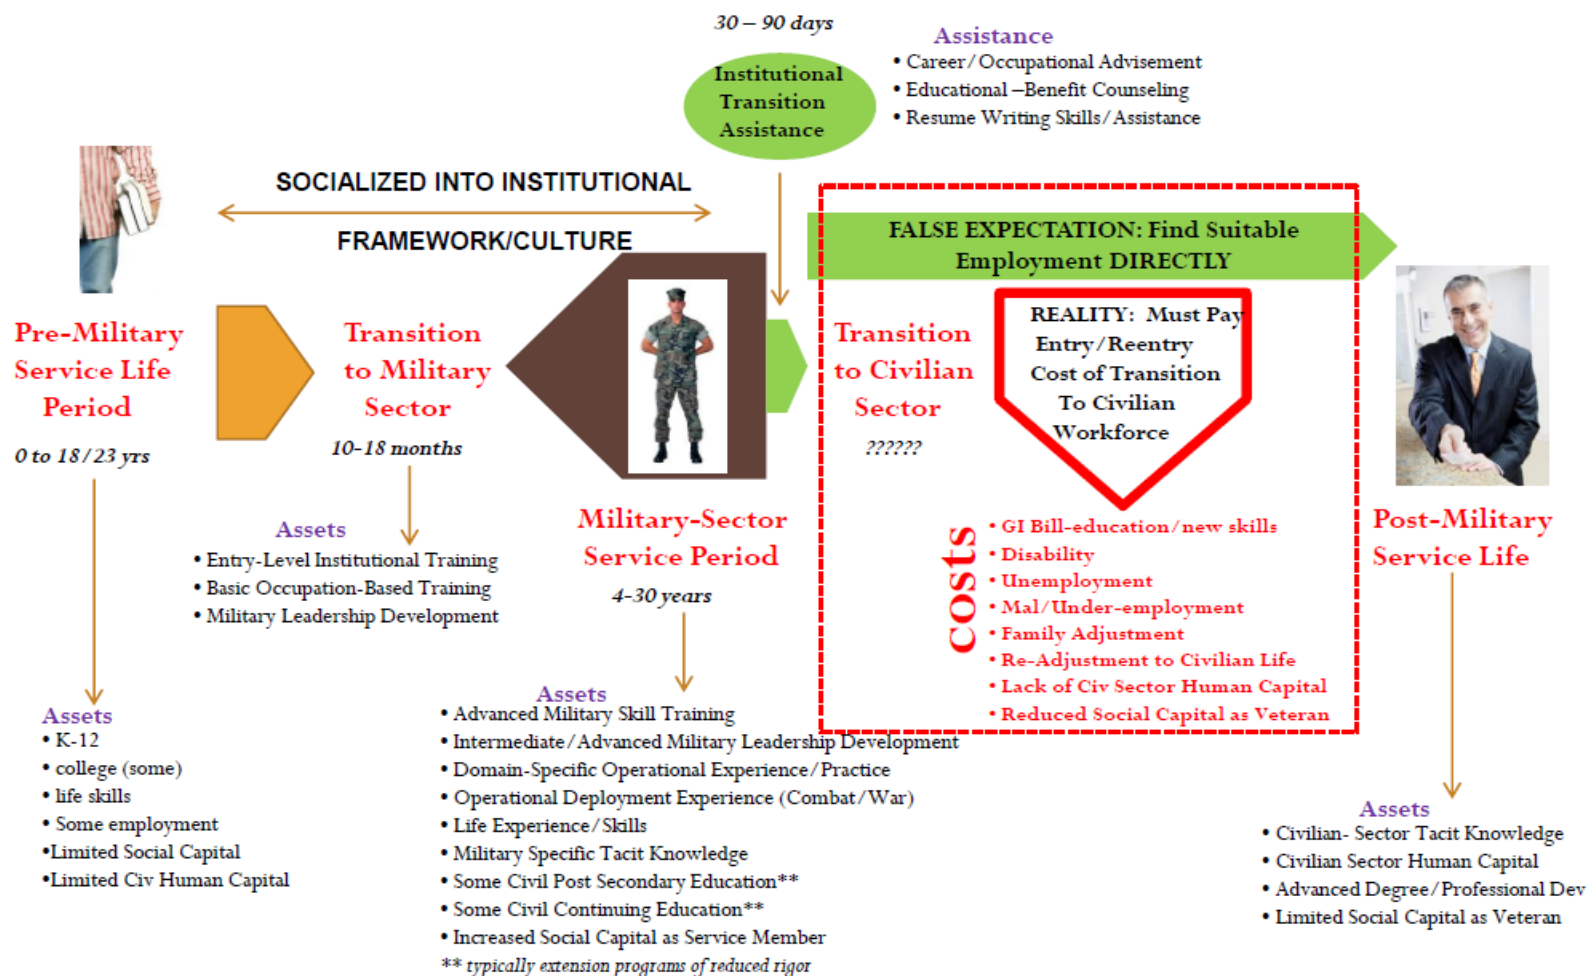 30 – 90 days
Institutional
Transition
Assistance
Assistance
• Career/Occupational Advisement
• Educational –Benefit Counseling
• Resume Writing Skills/Assistance
SOCIALIZED INTO INSTITUTIONAL
FRAMEWORK/CULTURE
FALSE EXPECTATION: Find Suitable
Employment DIRECTLY
Pre-Military
Service Life
Period
0 to 18/23 yrs
Transition
to Military
Sector
10-18 months
Transition
to Civilian
Sector
??????
REALITY: Must Pay
Entry/Reentry
Cost of Transition
To Civilian
Workforce
Military-Sector
Service Period
4-30 years
Post-Military
Service Life
Assets
• Entry-Level Institutional Training
• Basic Occupation-Based Training
• Military Leadership Development
costs
• GI Bill-education/new skills
• Disability
• Unemployment
• Mal/Under-employment
• Family Adjustment
• Re-Adjustment to Civilian Life
• Lack of Civ Sector Human Capital
• Reduced Social Capital as Veteran
Assets
• K-12
• college (some)
• life skills
• Some employment
•Limited Social Capital
•Limited Civ Human Capital
Assets
• Advanced Military Skill Training
• Intermediate/Advanced Military Leadership Development
• Domain-Specific Operational Experience/Practice
• Operational Deployment Experience (Combat/War)
• Life Experience/Skills
• Military Specific Tacit Knowledge
• Some Civil Post Secondary Education**
• Some Civil Continuing Education**
• Increased Social Capital as Service Member
** typically extension programs of reduced rigor
Assets
• Civilian- Sector Tacit Knowledge
• Civilian Sector Human Capital
• Advanced Degree/Professional Dev
• Limited Social Capital as Veteran